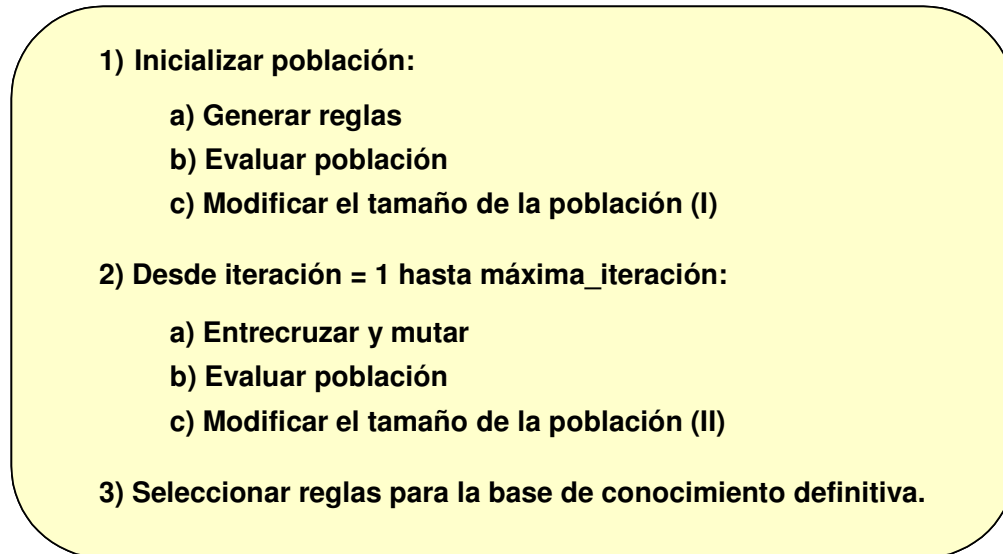 1) Inicializar población:
a) Generar reglas
b) Evaluar población
c) Modificar el tamaño de la población (I)
2) Desde iteración = 1 hasta máxima_iteración:
a) Entrecruzar y mutar
b) Evaluar población
c) Modificar el tamaño de la población (II)
3) Seleccionar reglas para la base de conocimiento definitiva.